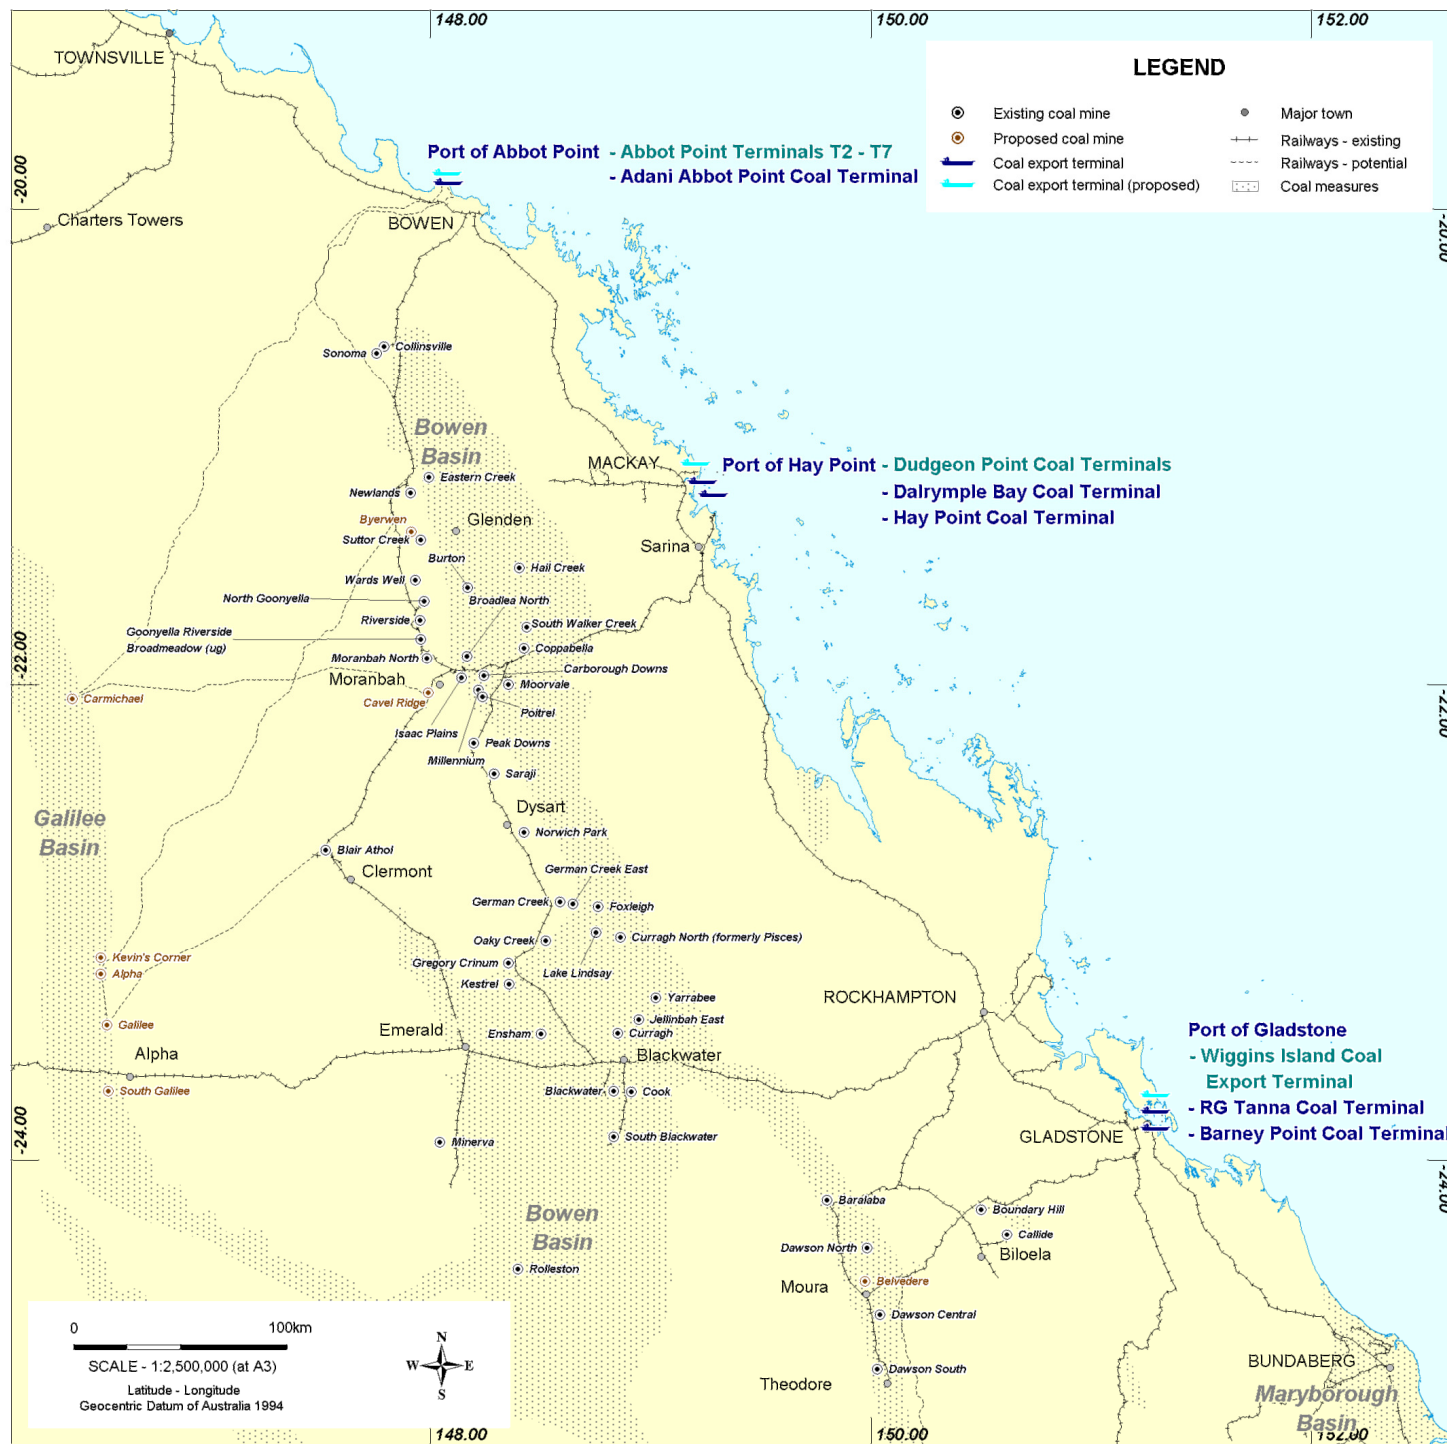 148.00
150.00
152.00
TOWNSVILLE
LEGEND
Existing coal mine
Proposed coal mine
Coal export terminal
Coal export terminal (proposed)
Major town
Railways - existing
Railways - potential
Coal measures
Port of Abbot Point - Abbot Point Terminals T2 - T7
- Adani Abbot Point Coal Terminal
-20.00
-20.00
Charters Towers
BOWEN
Sonoma
Collinsville
Bowen
Basin
MACKAY
Port of Hay Point - Dudgeon Point Coal Terminals
- Dalrymple Bay Coal Terminal
- Hay Point Coal Terminal
Eastern Creek
Newlands
Byerwen
Glenden
Suttor Creek
Sarina
Burton
Hail Creek
Wards Well
Broadlea North
North Goonyella
Riverside
South Walker Creek
Goonyella Riverside
Broadmeadow (ug)
Coppabella
Moranbah North
Carborough Downs
Moranbah
Moorvale
-22.00
-22.00
Carmichael
Cavel Ridge
Poitrel
Isaac Plains
Peak Downs
Millennium
Saraji
Galilee
Basin
Dysart
Norwich Park
Blair Athol
Clermont
German Creek East
German Creek
Foxleigh
Oaky Creek
Curragh North (formerly Pisces)
Kevin's Corner
Gregory Crinum
Alpha
Lake Lindsay
Kestrel
Yarrabee
ROCKHAMPTON
Galilee
Jellinbah East
Emerald
Ensham
Curragh
Port of Gladstone
- Wiggins Island Coal
Export Terminal
- RG Tanna Coal Terminal
- Barney Point Coal Terminal
Alpha
Blackwater
South Galilee
Blackwater
Cook
-24.00
-24.00
Minerva
South Blackwater
GLADSTONE
Baralaba
Boundary Hill
Bowen
Basin
Callide
Dawson North
Biloela
Rolleston
Belvedere
Moura
Dawson Central
0
100km
SCALE - 1:2,500,000 (at A3)
Latitude - Longitude
Geocentric Datum of Australia 1994
N
W
E
S
Dawson South
Theodore
BUNDABERG
Maryborough
Basin
148.00
150.00
152.00